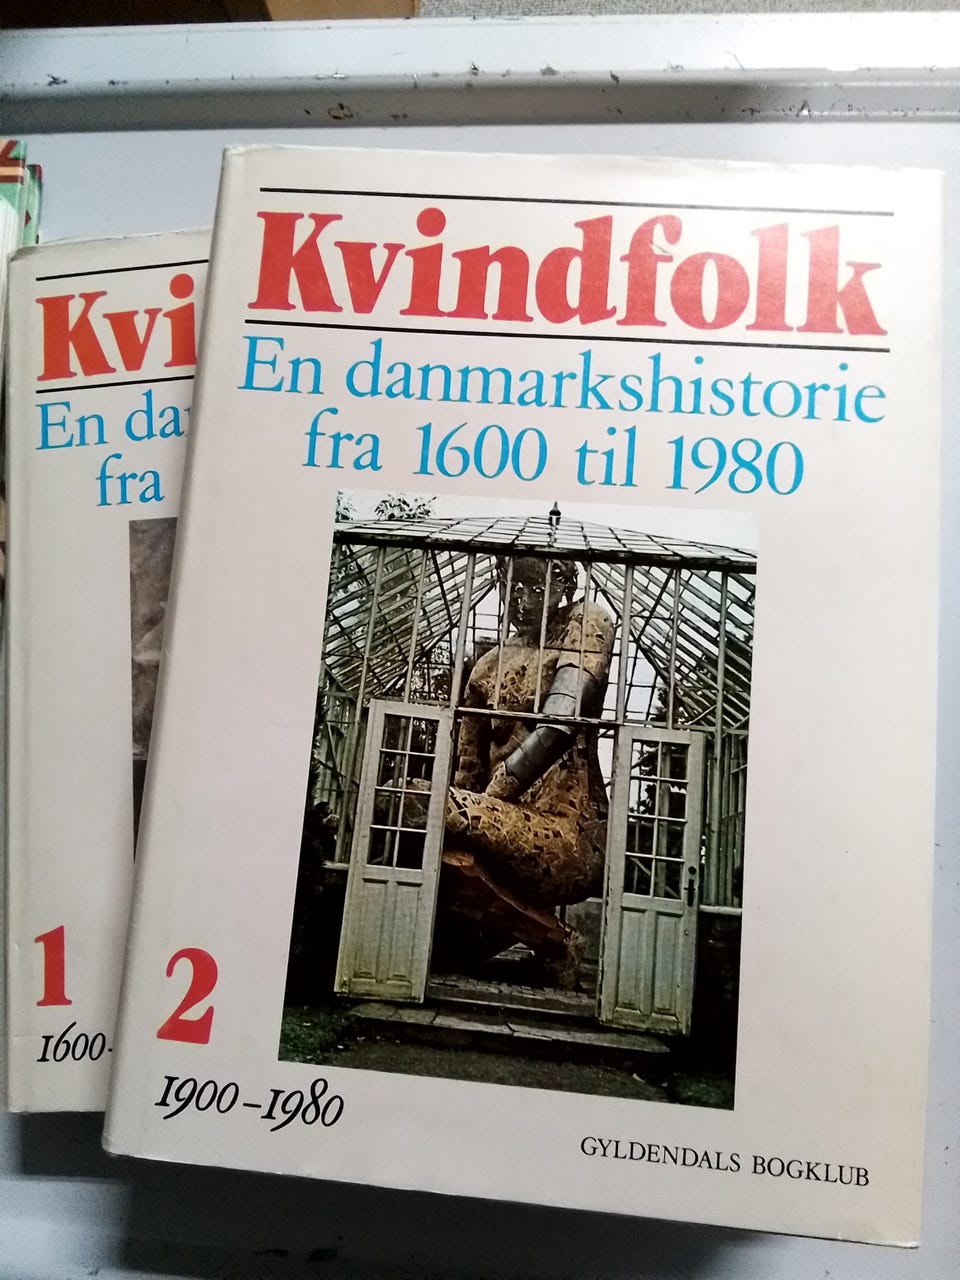 Kvi
En da
fra
1
1600-
Kvindfolk
En danmarkshistorie
fra 1600 til 1980
2
1900-1980
GYLDENDALS BOGKLUB